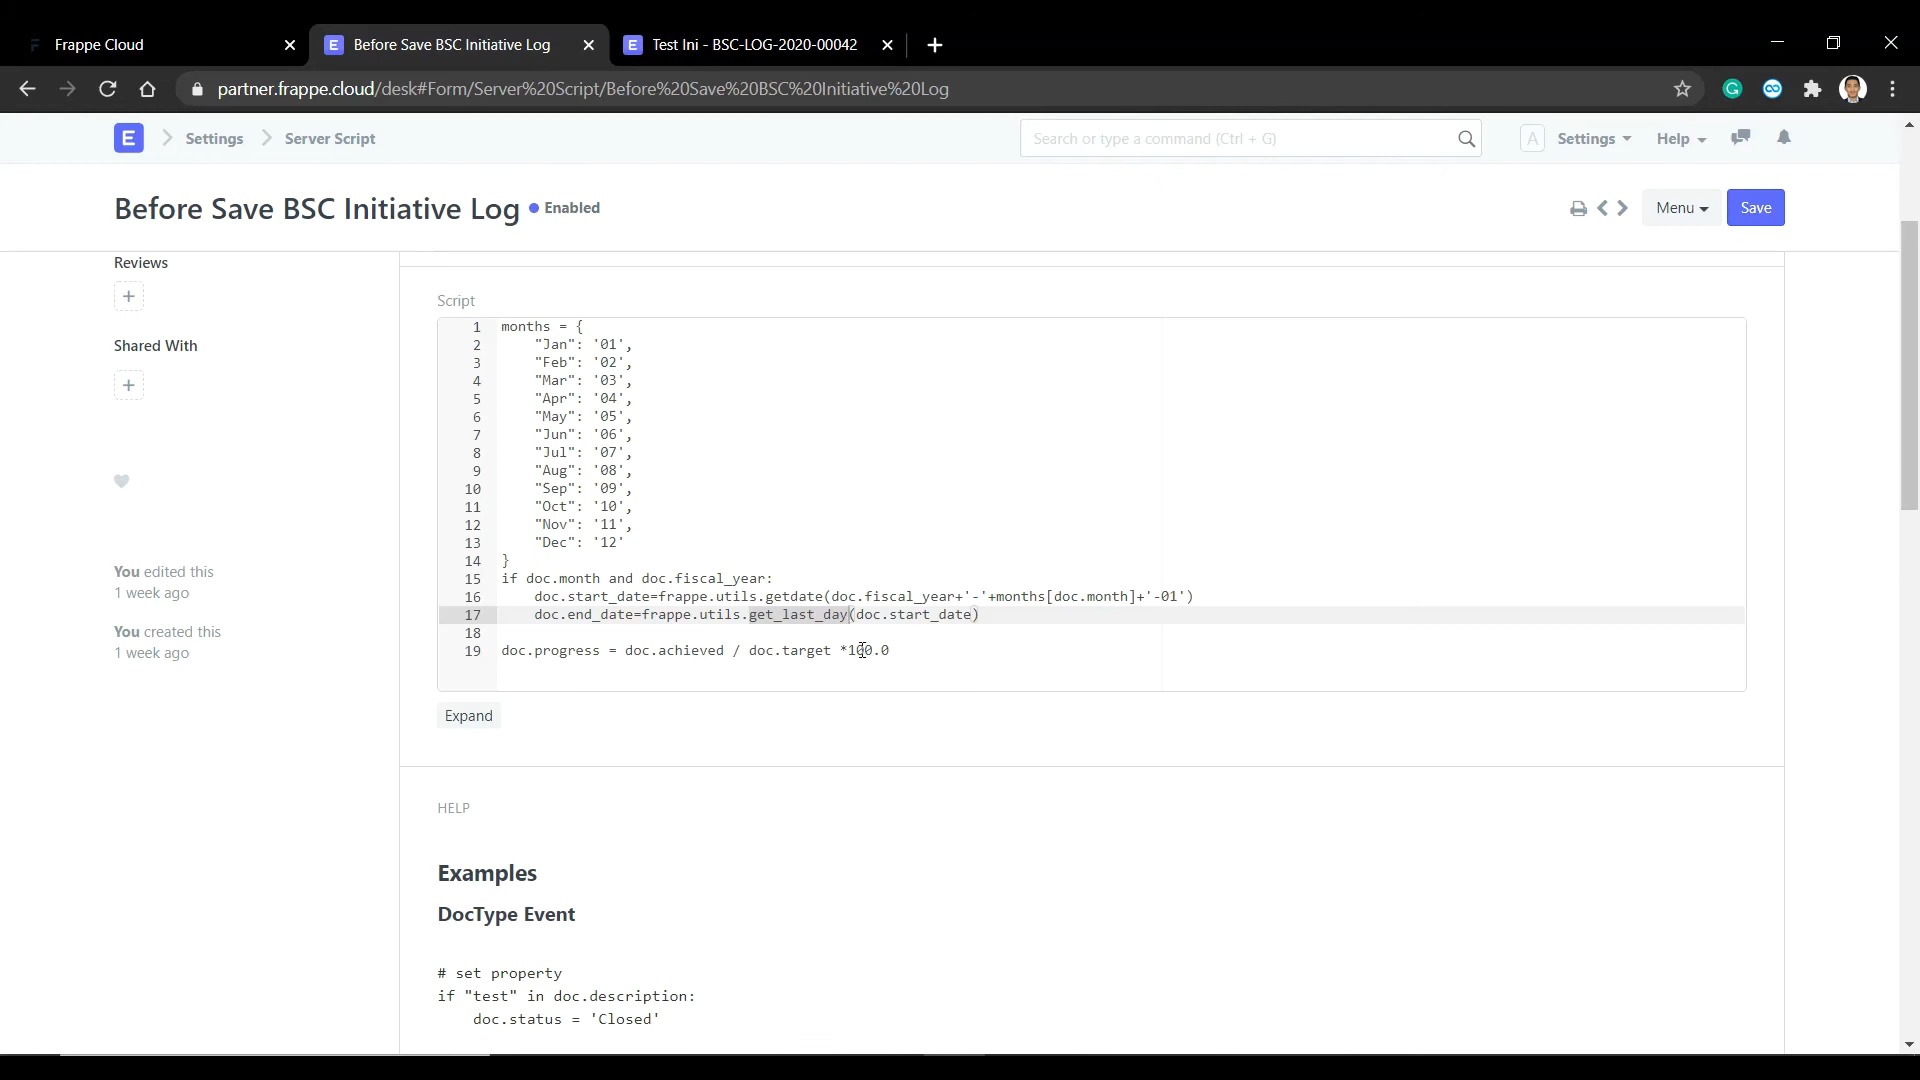 Frappe Cloud
Before Save BSC Initiative Log
Test Ini - BSC-LOG-2020-00042
partner.frappe.cloud/desk#Form/Server%20Script/Before%20Save%20BSC%20Initiative%20Log
E
Settings
Server Script
Search or type a command (Ctrl + G)
A
Settings
Help
Before Save BSC Initiative Log
Enabled
Menu
Save
Reviews
+
Shared With
+
You edited this
1 week ago
You created this
1 week ago
Script
1 months = {
2     "Jan": '01',
3     "Feb": '02',
4     "Mar": '03',
5     "Apr": '04',
6     "May": '05',
7     "Jun": '06',
8     "Jul": '07',
9     "Aug": '08',
10     "Sep": '09',
11     "Oct": '10',
12     "Nov": '11',
13     "Dec": '12'
14 }
15 if doc.month and doc.fiscal_year:
16     doc.start_date=frappe.utils.getdate(doc.fiscal_year+'-'+months[doc.month]+'-01')
17     doc.end_date=frappe.utils.get_last_day(doc.start_date)
18
19 doc.progress = doc.achieved / doc.target *100.0
Expand
HELP
Examples
DocType Event
# set property
if "test" in doc.description:
    doc.status = 'Closed'